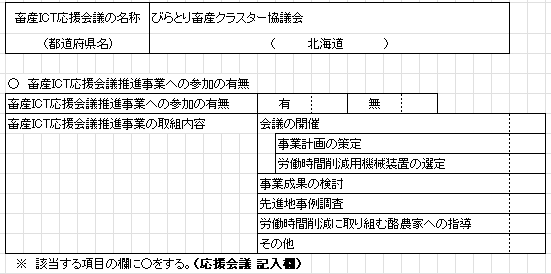 畜産ICT応援会議の名称 びらとり畜産クラスター協議会
（都道府県名） （ 北海道 ）
○ 畜産ICT応援会議推進事業への参加の有無
畜産ICT応援会議推進事業への参加の有無 有 無
畜産ICT応援会議推進事業の取組内容 会議の開催
事業計画の策定
労働時間削減用機械装置の選定
事業成果の検討
先進地事例調査
労働時間削減に取り組む酪農家への指導
その他
※ 該当する項目の欄に○をする。（応援会議 記入欄）